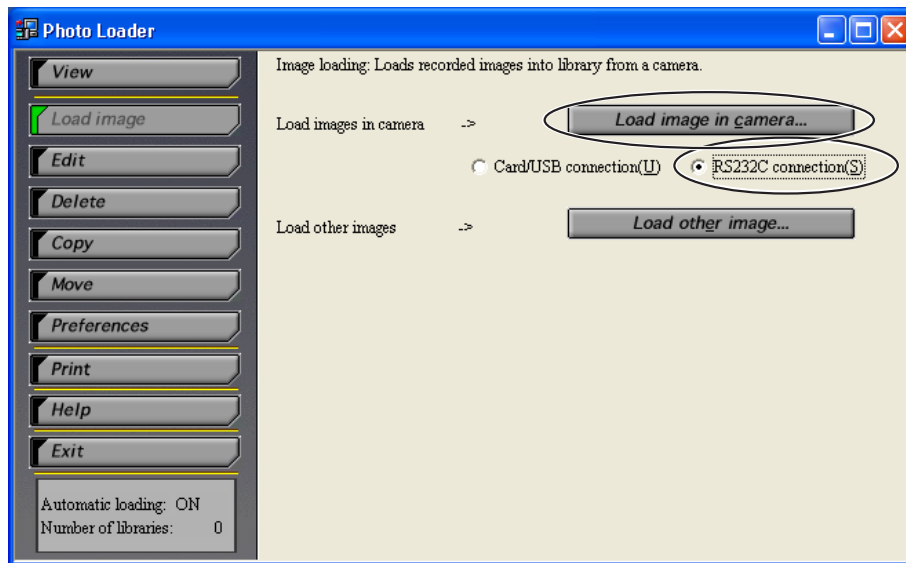 Photo Loader
View
Load image
Edit
Delete
Copy
Move
Preferences
Print
Help
Exit
Automatic loading: ON
Number of libraries: 0
Image loading: Loads recorded images into library from a camera.
Load images in camera -> Load image in camera...
Card/USB connection(U) RS232C connection(S)
Load other images -> Load other image...